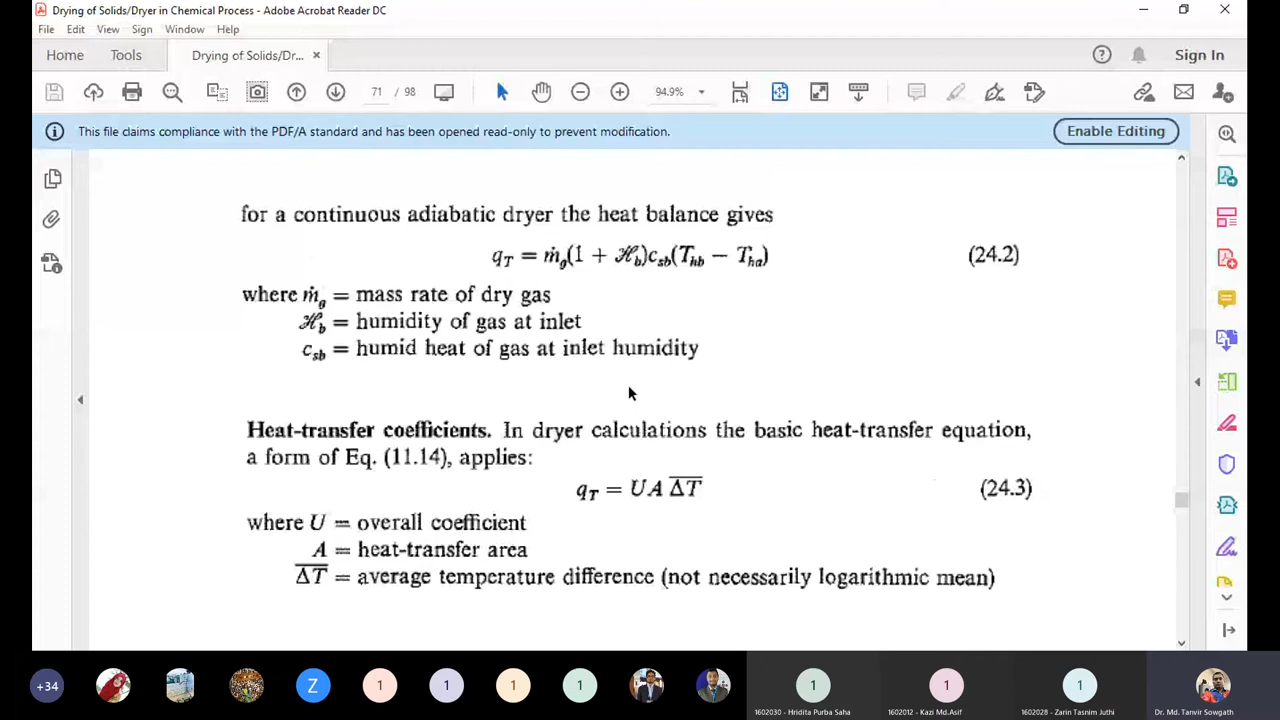 Drying of Solids/Dryer in Chemical Process - Adobe Acrobat Reader DC
File Edit View Sign Window Help
Home Tools Drying of Solids/Dr... × Sign In
71 / 98 94.9%
This file claims compliance with the PDF/A standard and has been opened read-only to prevent modification. Enable Editing
for a continuous adiabatic dryer the heat balance gives
q_T = ṁ_g(1 + ℋ_b)c_sb(T_hb − T_ha) (24.2)
where ṁ_g = mass rate of dry gas
ℋ_b = humidity of gas at inlet
c_sb = humid heat of gas at inlet humidity
Heat-transfer coefficients. In dryer calculations the basic heat-transfer equation,
a form of Eq. (11.14), applies:
q_T = UA \overline{ΔT} (24.3)
where U = overall coefficient
A = heat-transfer area
\overline{ΔT} = average temperature difference (not necessarily logarithmic mean)
+34 Z 1 1 1 1 1 1 1
1602030 - Hridita Purba Saha 1602012 - Kazi Md.Asif 1602028 - Zarin Tasnim Juthi Dr. Md. Tanvir Sowgath